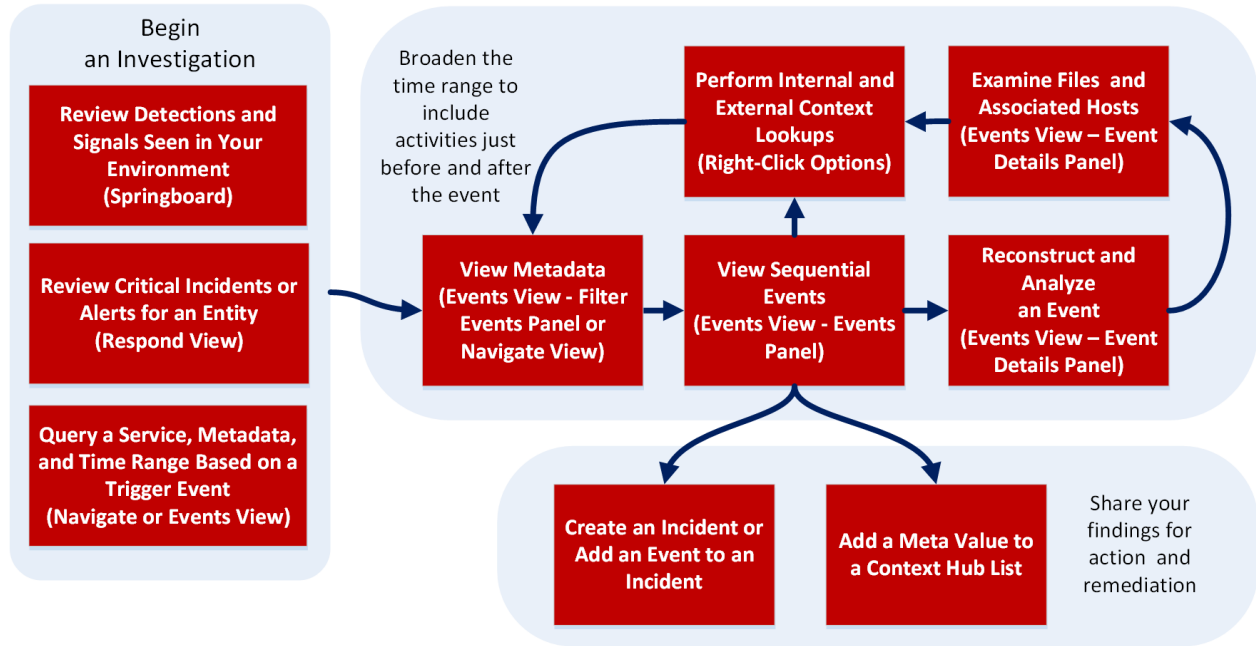 Begin
an Investigation
Review Detections and
Signals Seen in Your
Environment
(Springboard)
Review Critical Incidents or
Alerts for an Entity
(Respond View)
Query a Service, Metadata,
and Time Range Based on a
Trigger Event
(Navigate or Events View)
Broaden the
time range to
include
activities just
before and after
the event
Perform Internal and
External Context
Lookups
(Right-Click Options)
Examine Files and
Associated Hosts
(Events View – Event
Details Panel)
View Metadata
(Events View - Filter
Events Panel or
Navigate View)
View Sequential
Events
(Events View - Events
Panel)
Reconstruct and
Analyze
an Event
(Events View – Event
Details Panel)
Create an Incident or
Add an Event to an
Incident
Add a Meta Value to
a Context Hub List
Share your
findings for
action and
remediation